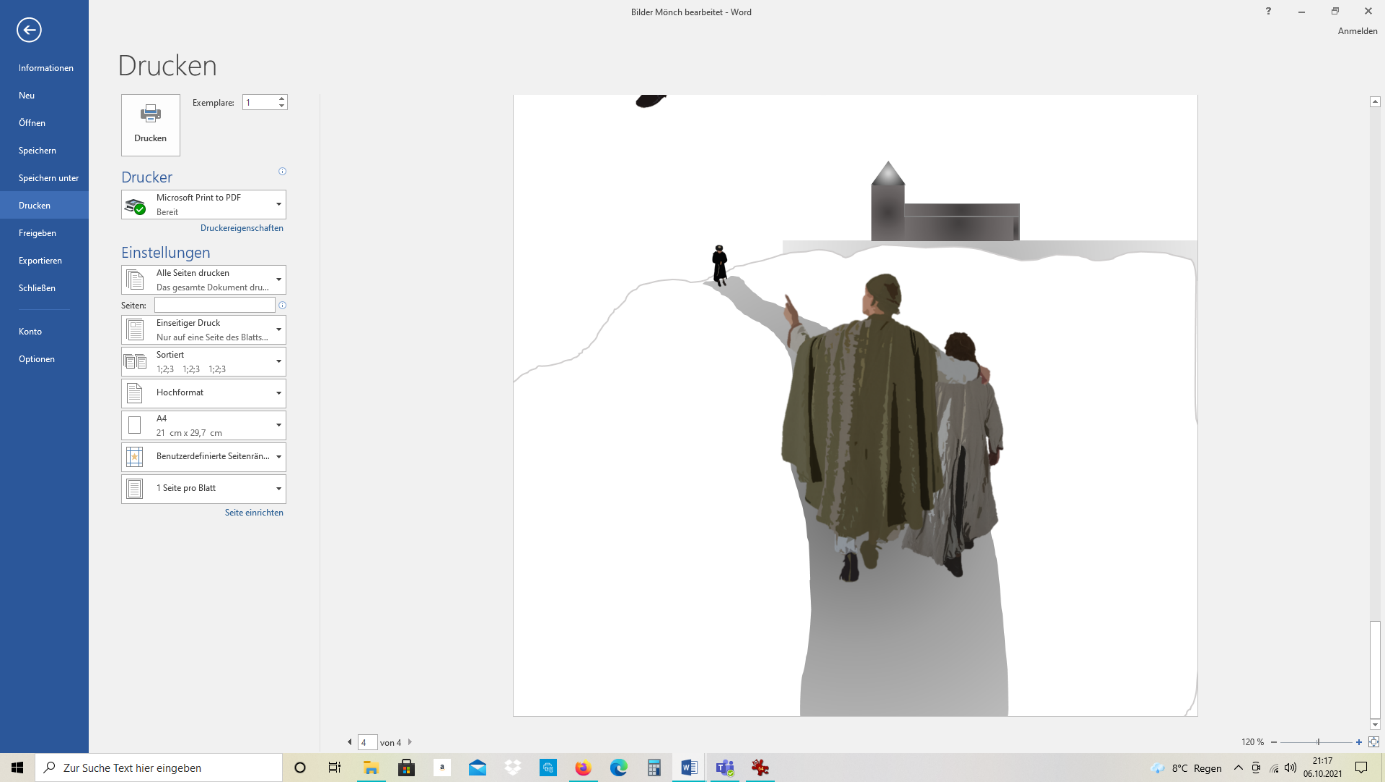 Bilder Mönch bearbeitet - Word
?
Anmelden
Informationen
Neu
Öffnen
Speichern
Speichern unter
Drucken
Freigeben
Exportieren
Schließen
Konto
Optionen
Drucken
Drucken
Exemplare: 1
Drucker
Microsoft Print to PDF
Bereit
Druckereigenschaften
Einstellungen
Alle Seiten drucken
Das gesamte Dokument dru...
Seiten:
Einseitiger Druck
Nur auf eine Seite des Blatts...
Sortiert
1;2;3 1;2;3 1;2;3
Hochformat
A4
21 cm x 29,7 cm
Benutzerdefinierte Seitenrän...
1 Seite pro Blatt
Seite einrichten
4 von 4
120 %
Zur Suche Text hier eingeben
a
8°C Regen
21:17
06.10.2021